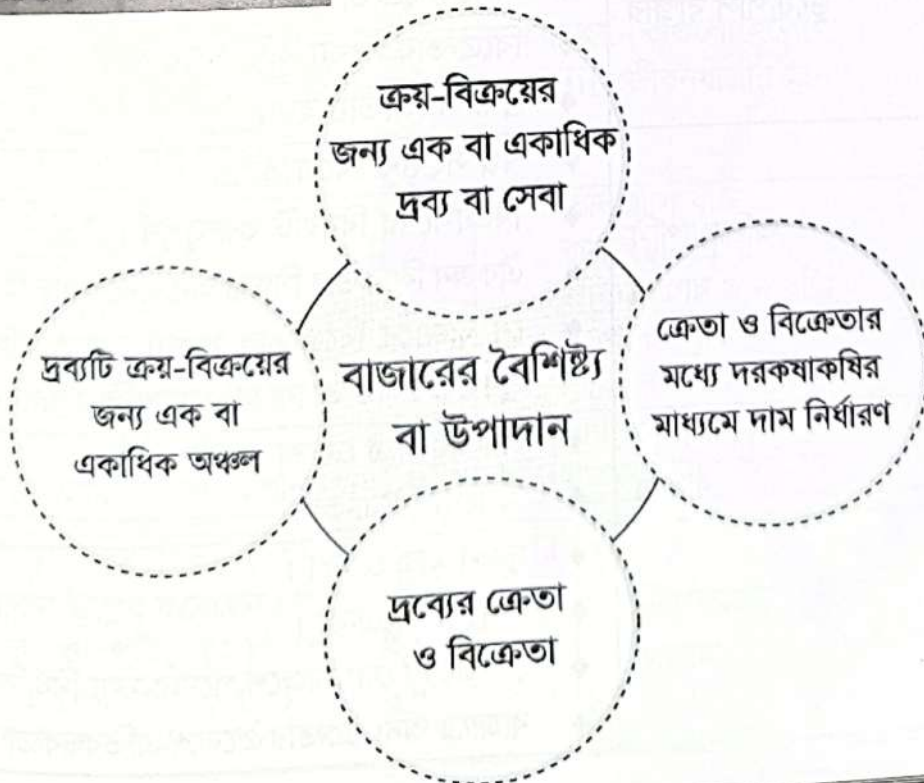 ক্রয়-বিক্রয়ের
জন্য এক বা একাধিক
দ্রব্য বা সেবা
দ্রব্যটি ক্রয়-বিক্রয়ের
জন্য এক বা
একাধিক অঞ্চল
বাজারের বৈশিষ্ট্য
বা উপাদান
ক্রেতা ও বিক্রেতার
মধ্যে দরকষাকষির
মাধ্যমে দাম নির্ধারণ
দ্রব্যের ক্রেতা
ও বিক্রেতা